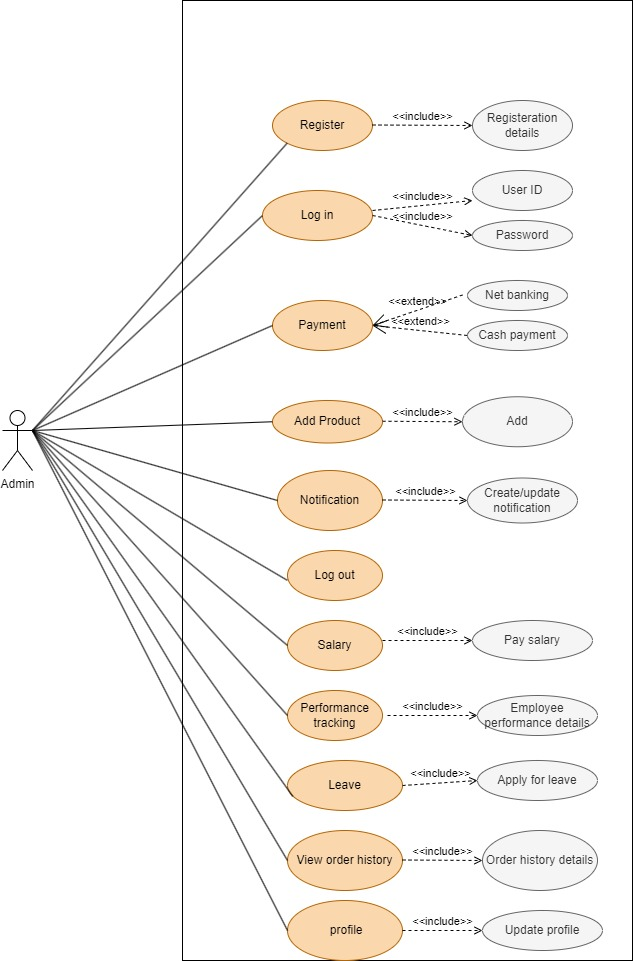 Register
<<include>>
Registeration
details
Log in
<<include>>
User ID
<<include>>
Password
Payment
<<extend>>
Net banking
<<extend>>
Cash payment
Admin
Add Product
<<include>>
Add
Notification
<<include>>
Create/update
notification
Log out
Salary
<<include>>
Pay salary
Performance
tracking
<<include>>
Employee
performance details
Leave
<<include>>
Apply for leave
View order history
<<include>>
Order history details
profile
<<include>>
Update profile